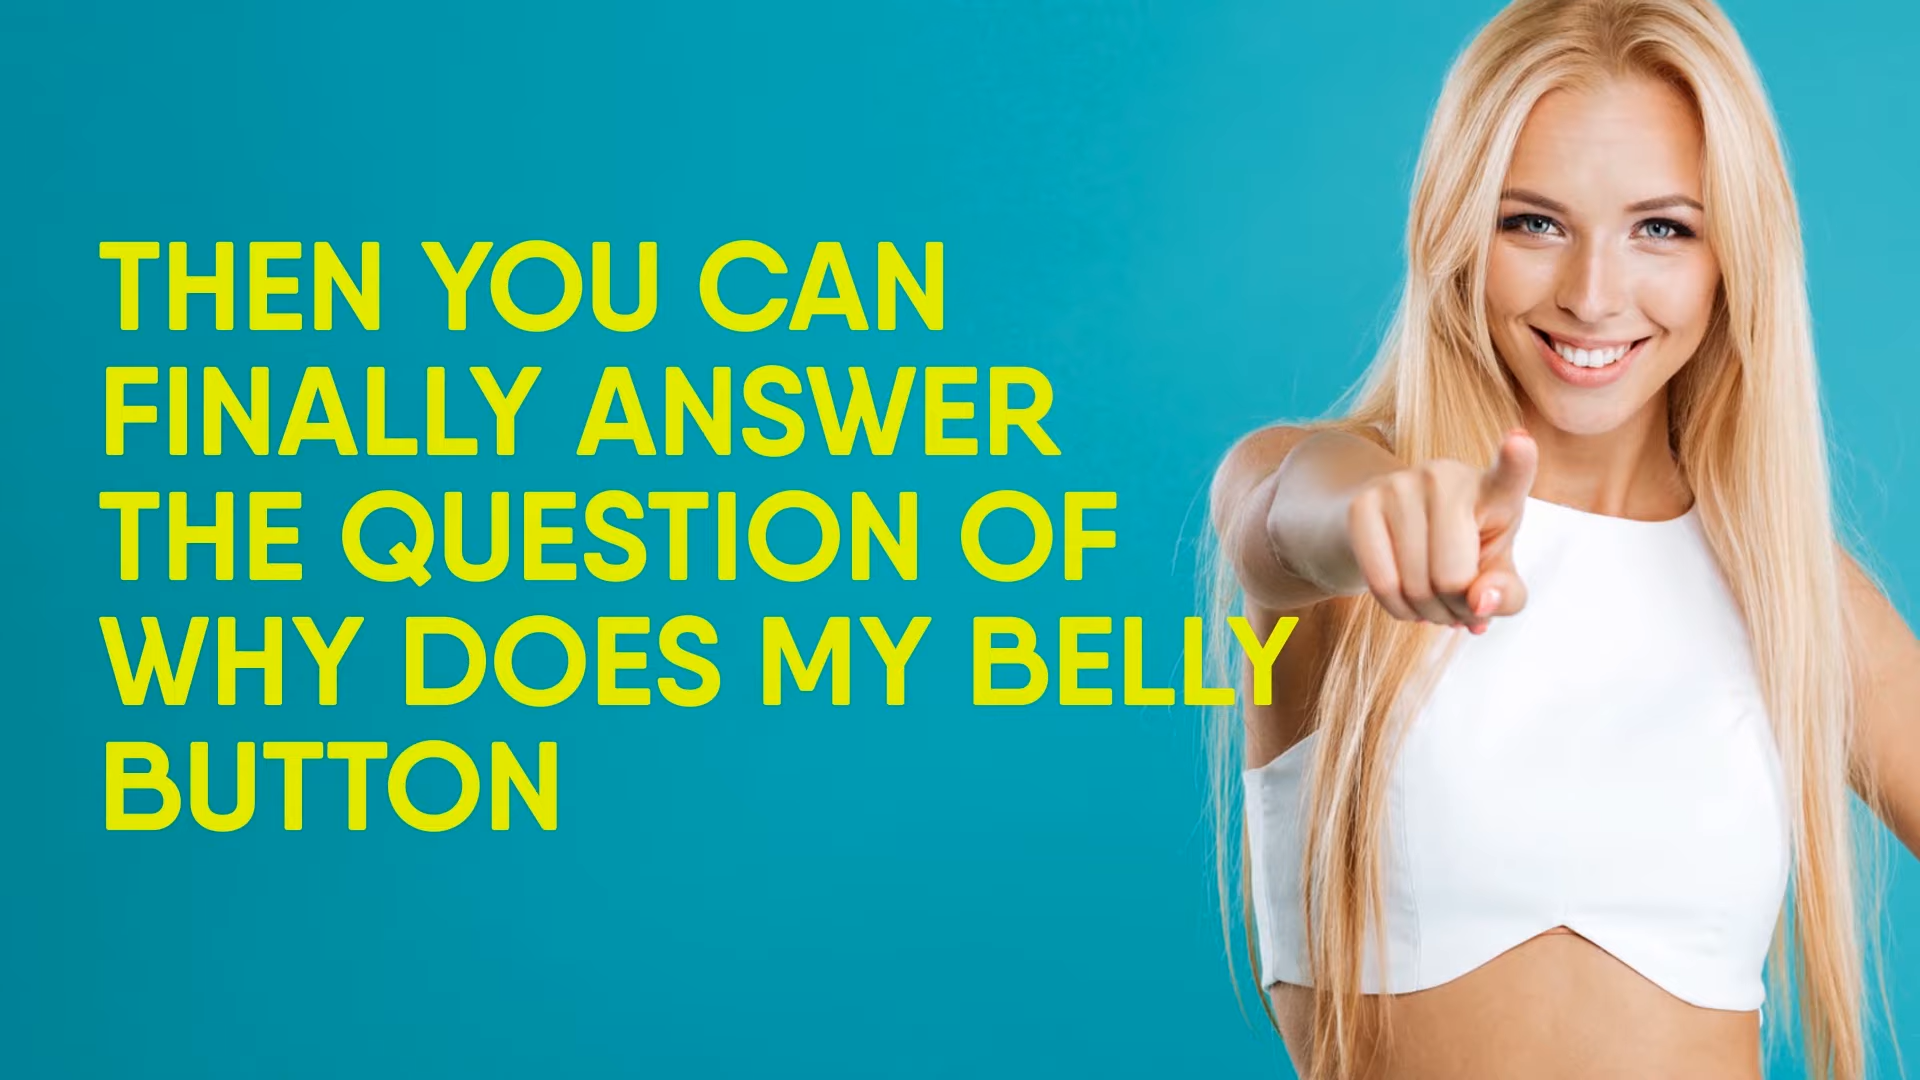 THEN YOU CAN
FINALLY ANSWER
THE QUESTION OF
WHY DOES MY BELLY
BUTTON